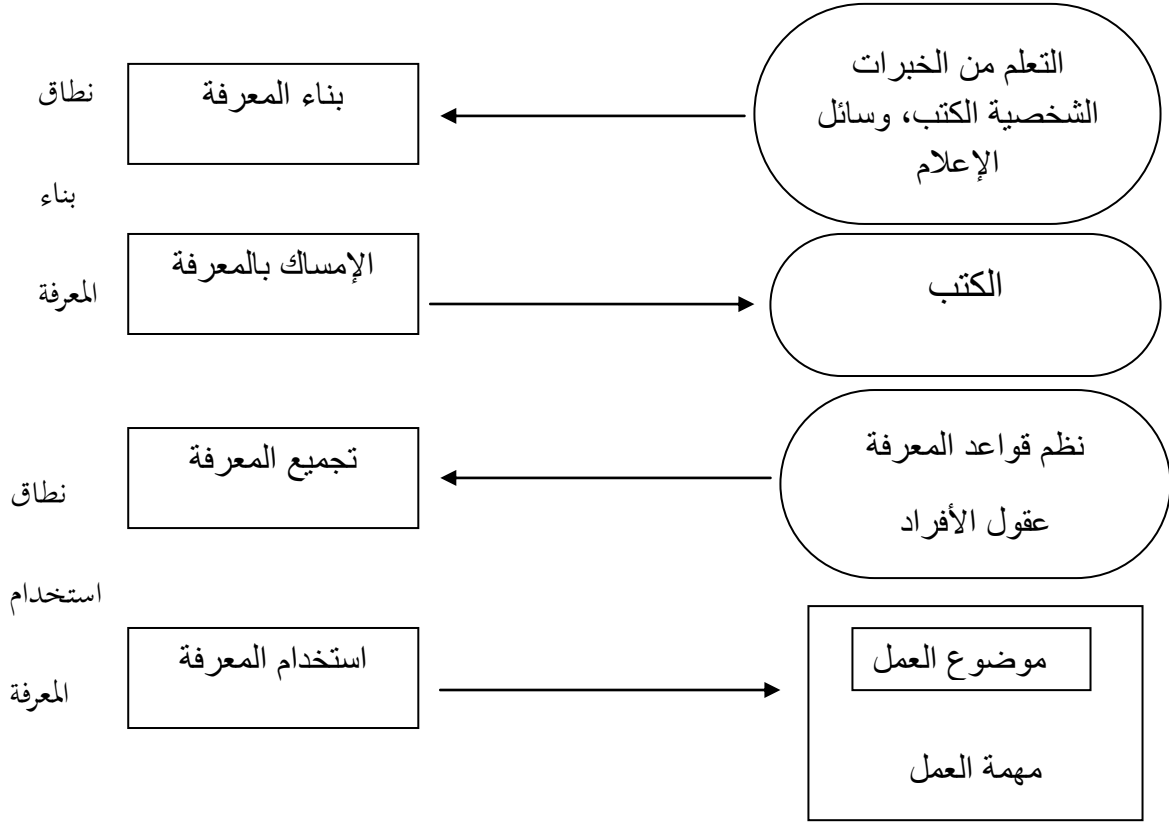 التعلم من الخبرات
الشخصية الكتب، وسائل
الإعلام
بناء المعرفة
نطاق
بناء
المعرفة
الكتب
الإمساك بالمعرفة
نظم قواعد المعرفة
عقول الأفراد
تجميع المعرفة
نطاق
استخدام
المعرفة
موضوع العمل
مهمة العمل
استخدام المعرفة